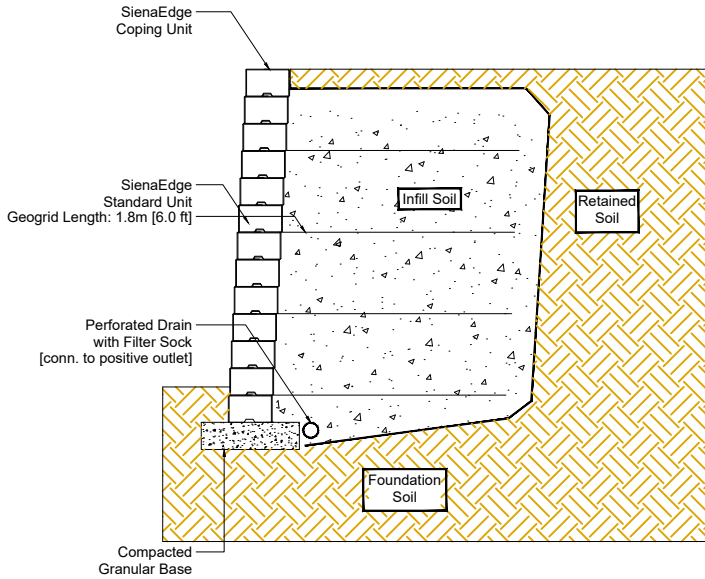 SienaEdge
Coping Unit
SienaEdge
Standard Unit
Geogrid Length: 1.8m [6.0 ft]
Infill Soil
Retained
Soil
Perforated Drain
with Filter Sock
[conn. to positive outlet]
Foundation
Soil
Compacted
Granular Base